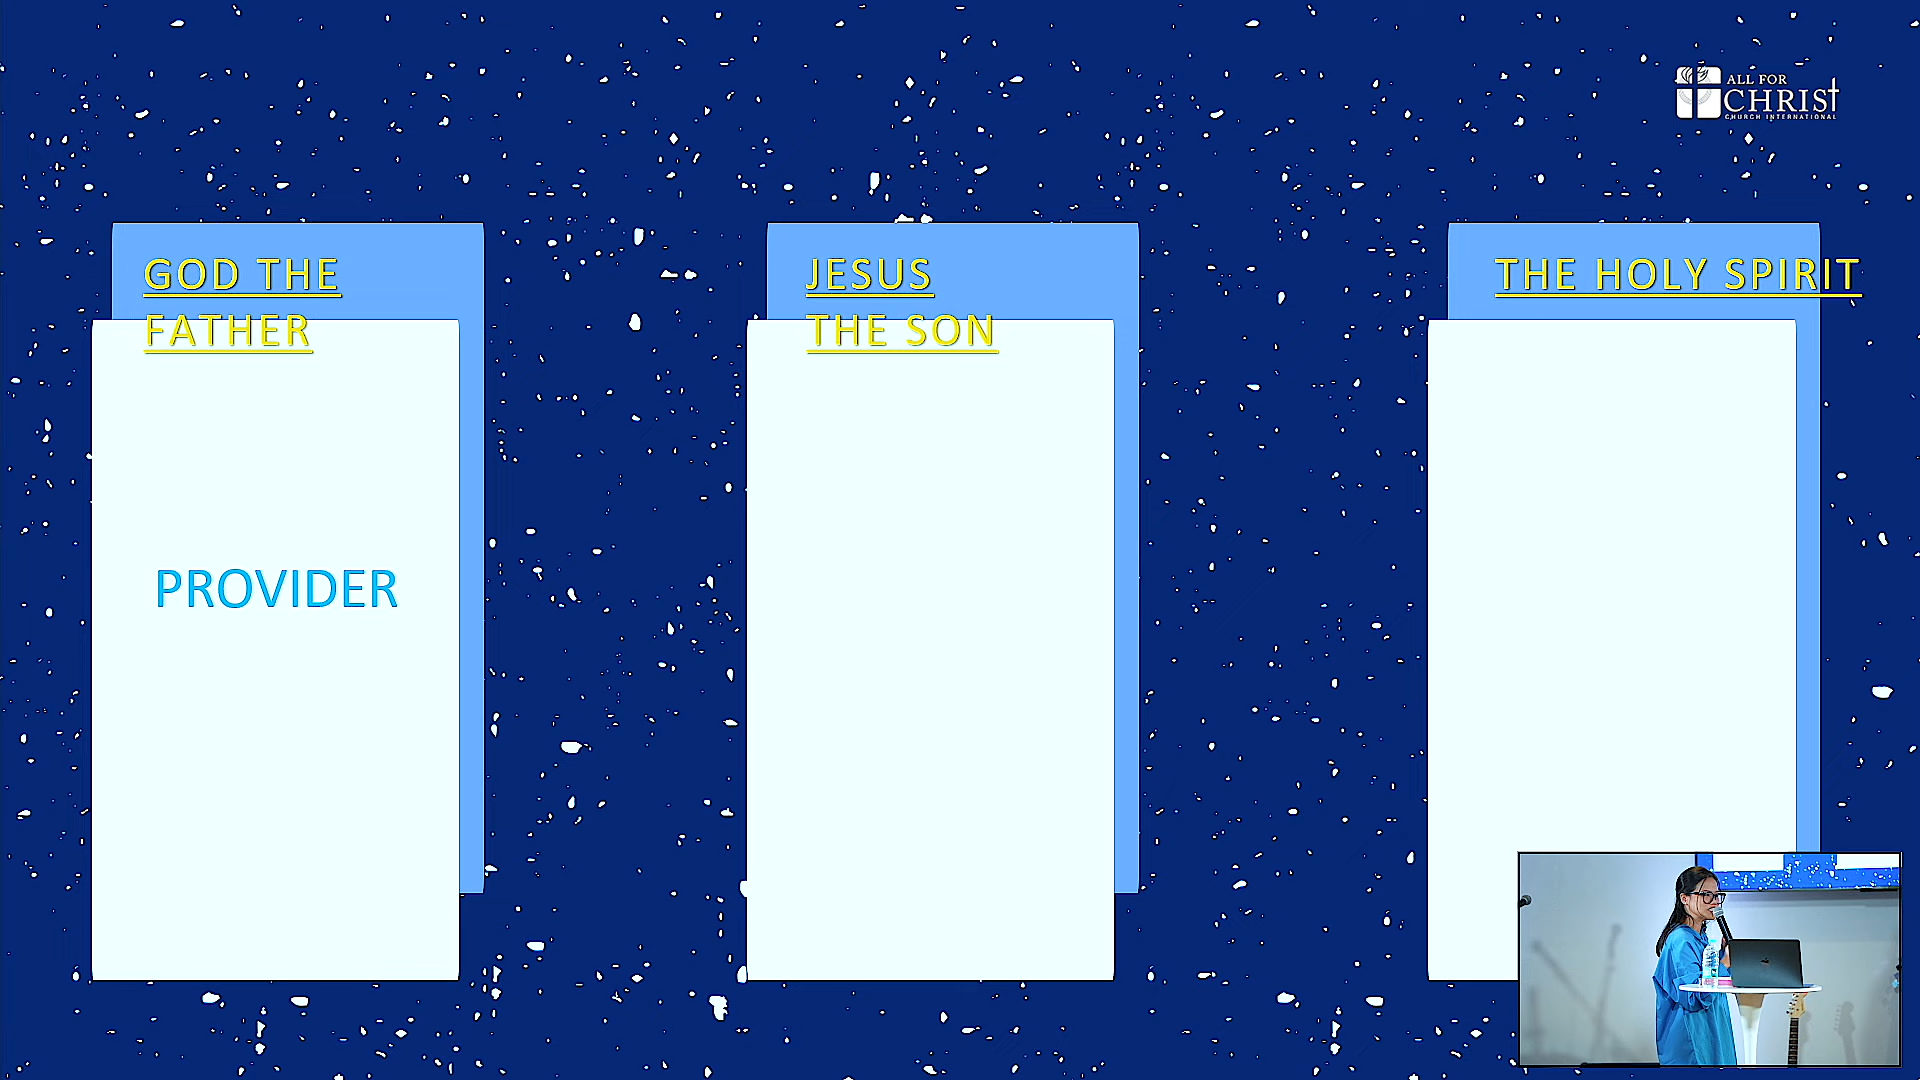 ALL FOR
CHRIST
CHURCH INTERNATIONAL
GOD THE
FATHER
JESUS
THE SON
THE HOLY SPIRIT
PROVIDER